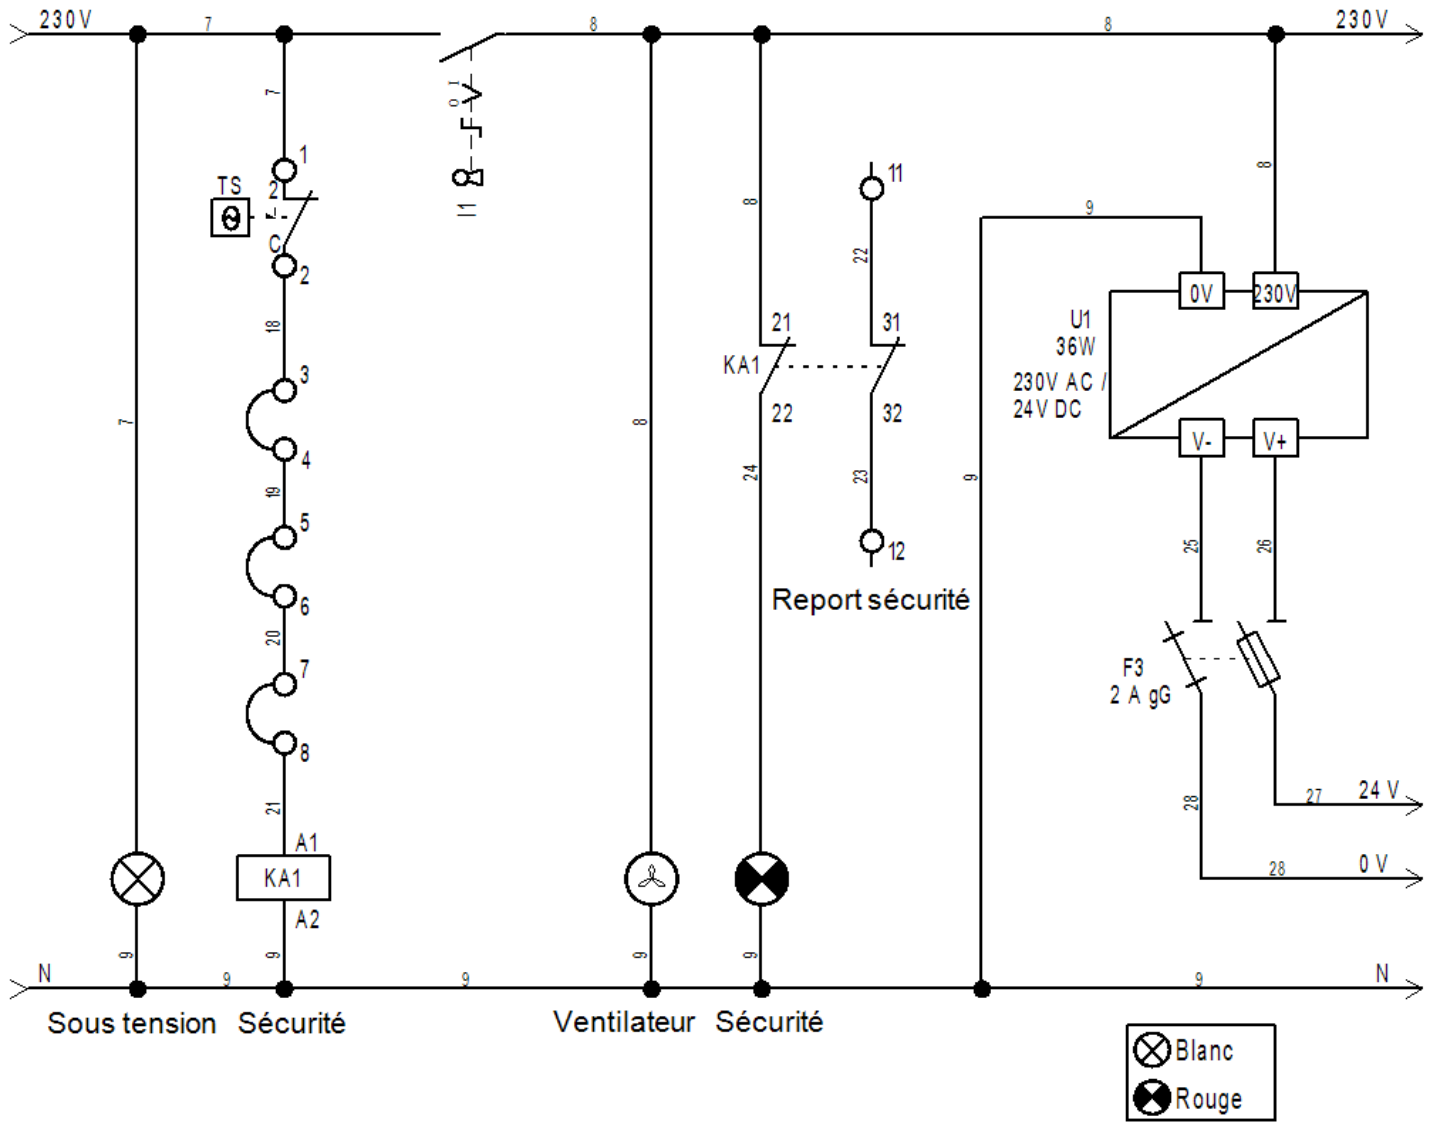 230V
7
8
8
230V
7
1
2
TS
C
2
I
O
I1
8
11
22
9
8
0V
230V
U1
36W
230V AC /
24V DC
V-
V+
18
3
4
19
5
6
20
7
8
21
A1
KA1
A2
7
8
21
31
KA1
22
32
24
23
12
Report sécurité
9
25
26
F3
2 A gG
28
27
24 V
28
0 V
9
9
9
9
N
9
9
9
N
Sous tension
Sécurité
Ventilateur
Sécurité
Blanc
Rouge